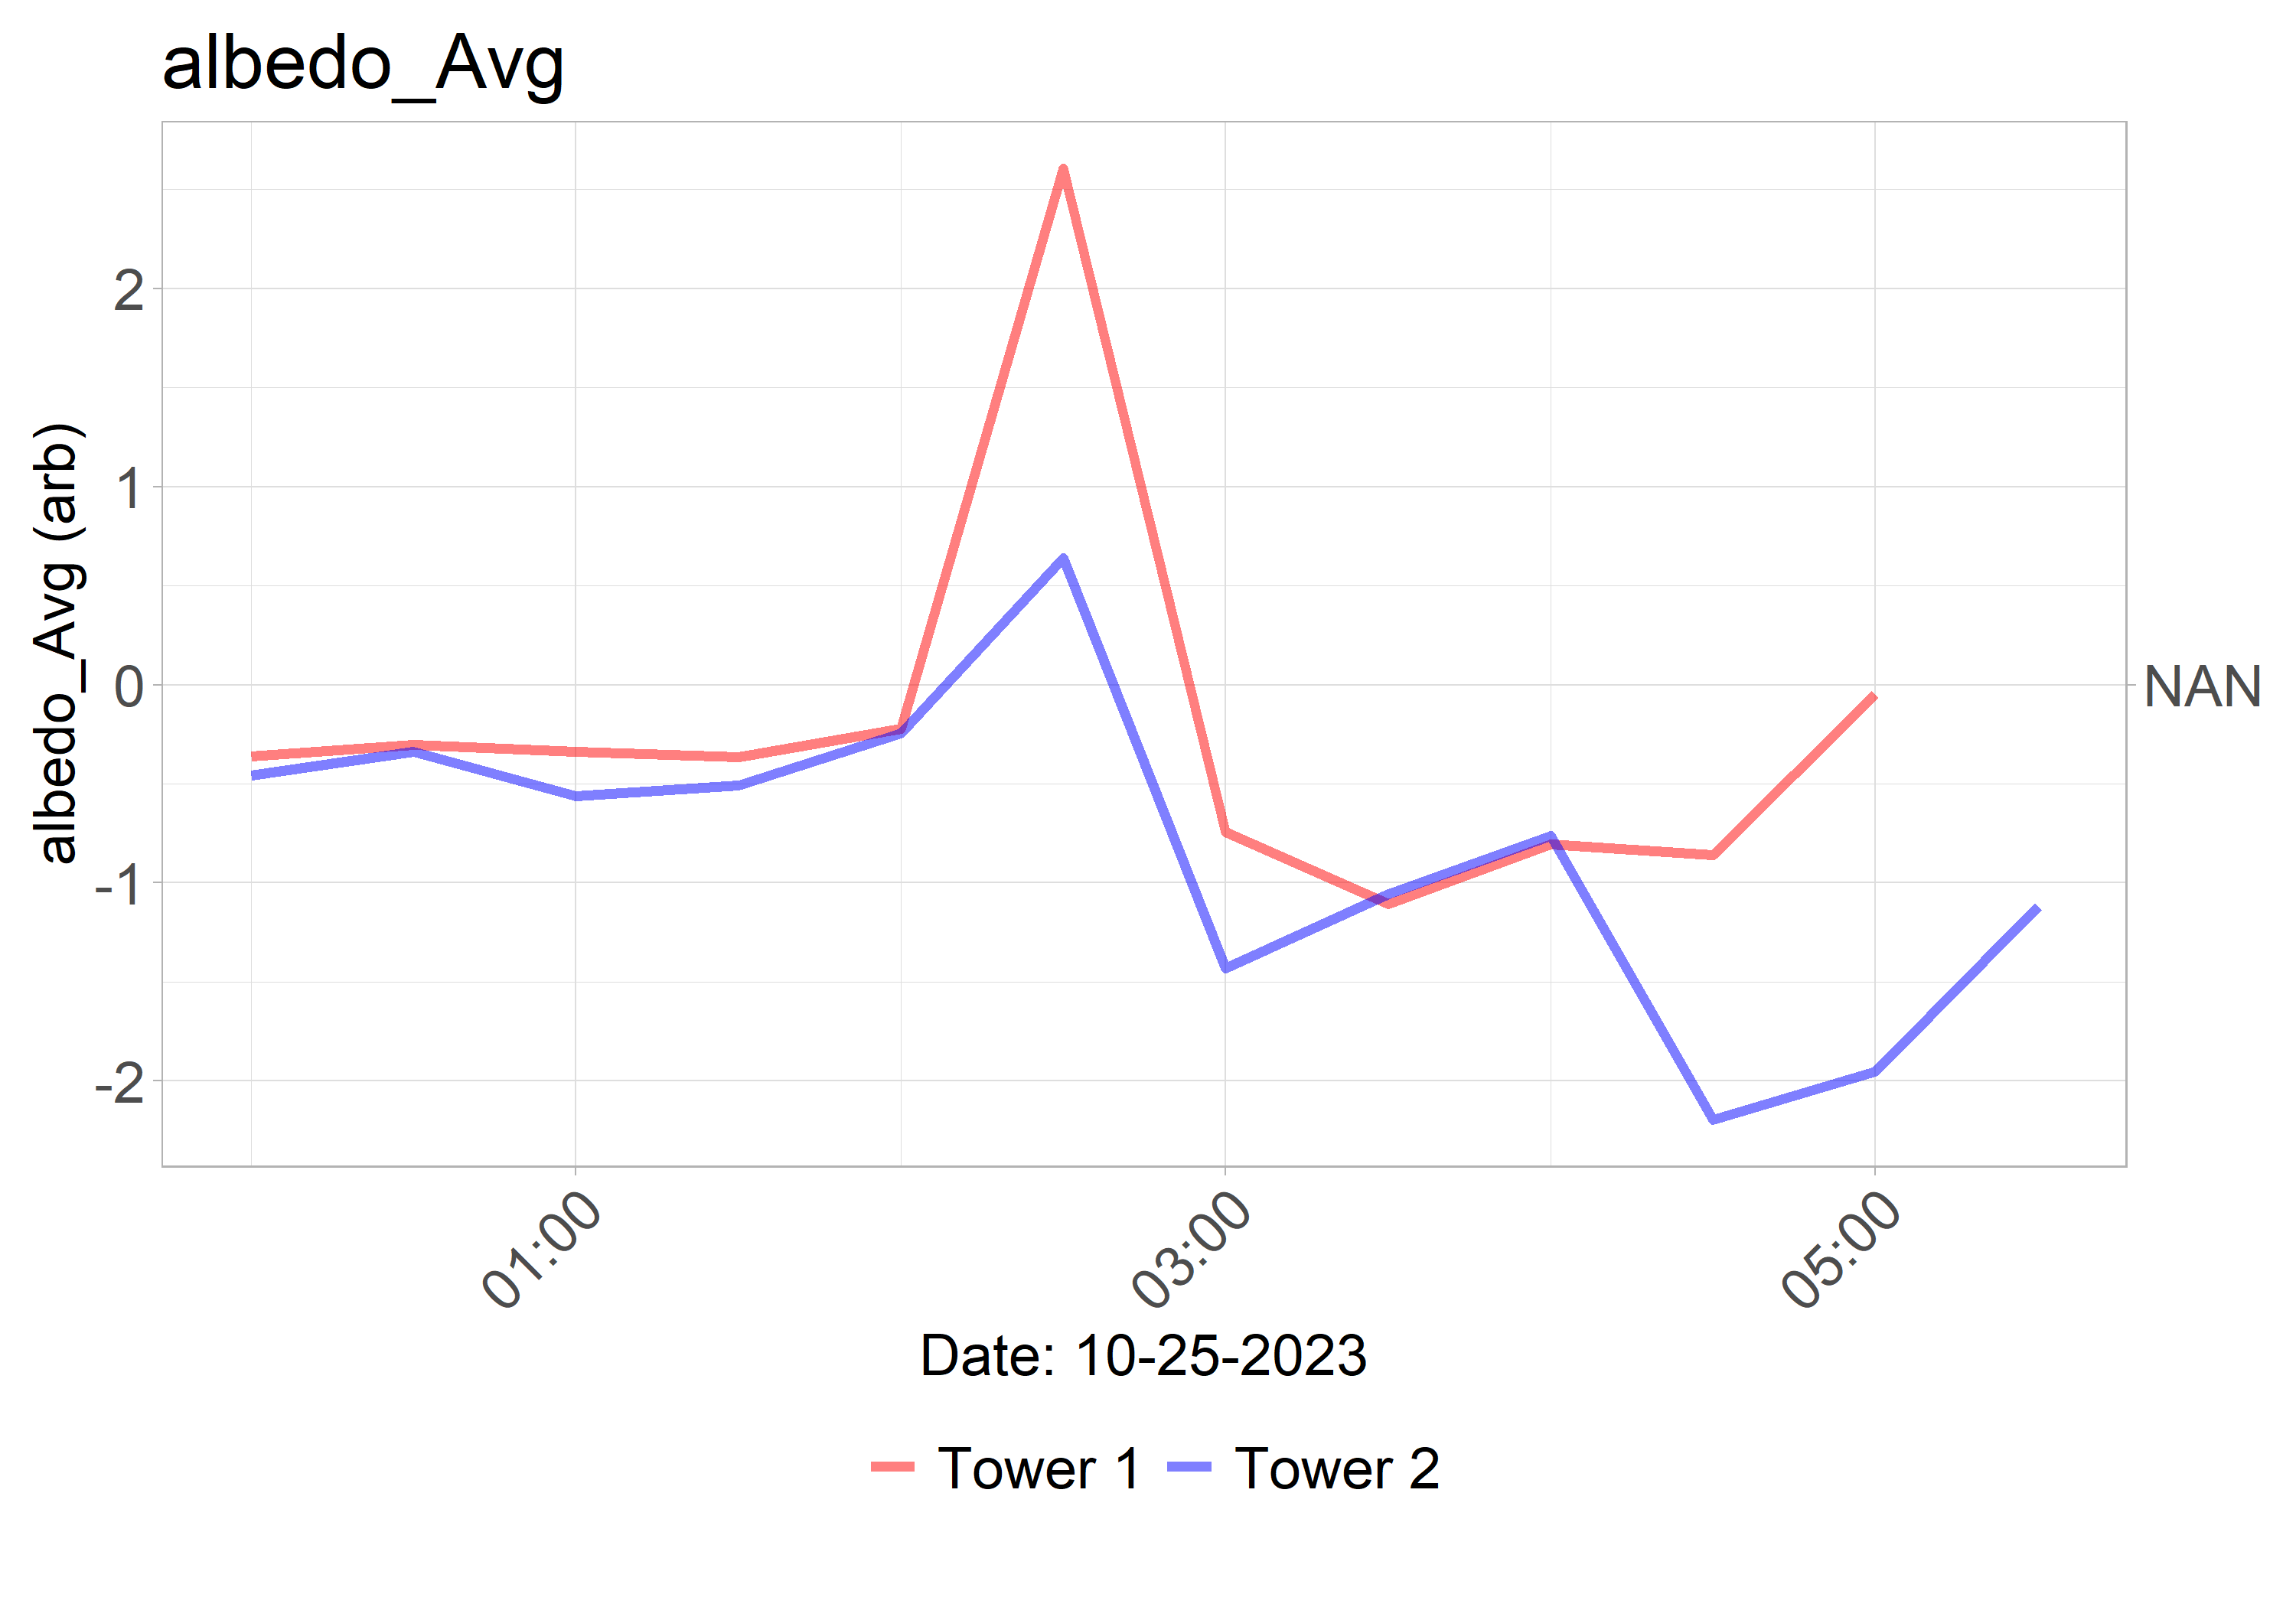 albedo_Avg
albedo_Avg (arb)
2
1
0
-1
-2
NAN
01:00
03:00
05:00
Date: 10-25-2023
Tower 1
Tower 2